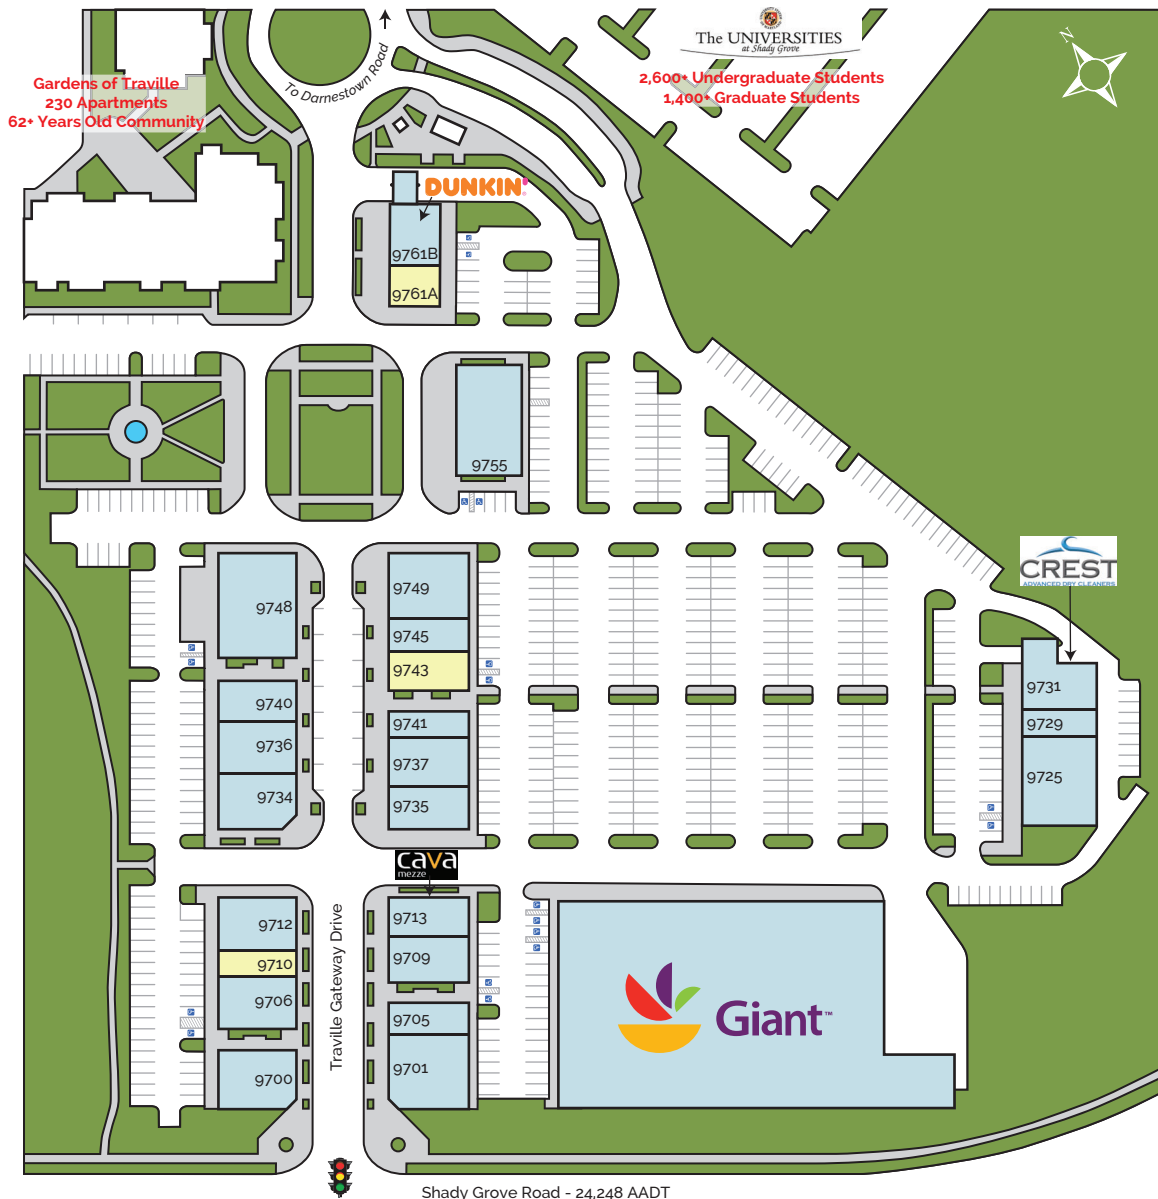 The UNIVERSITIES
at Shady Grove
2,600+ Undergraduate Students
1,400+ Graduate Students
N
Gardens of Traville
230 Apartments
62+ Years Old Community
To Darnestown Road
DUNKIN'
9761B
9761A
9755
CREST
ADVANCED DRY CLEANERS
9748
9740
9736
9734
9749
9745
9743
9741
9737
9735
9731
9729
9725
cava
mezze
9712
9710
9706
9700
Traville Gateway Drive
9713
9709
9705
9701
Giant™
Shady Grove Road - 24,248 AADT